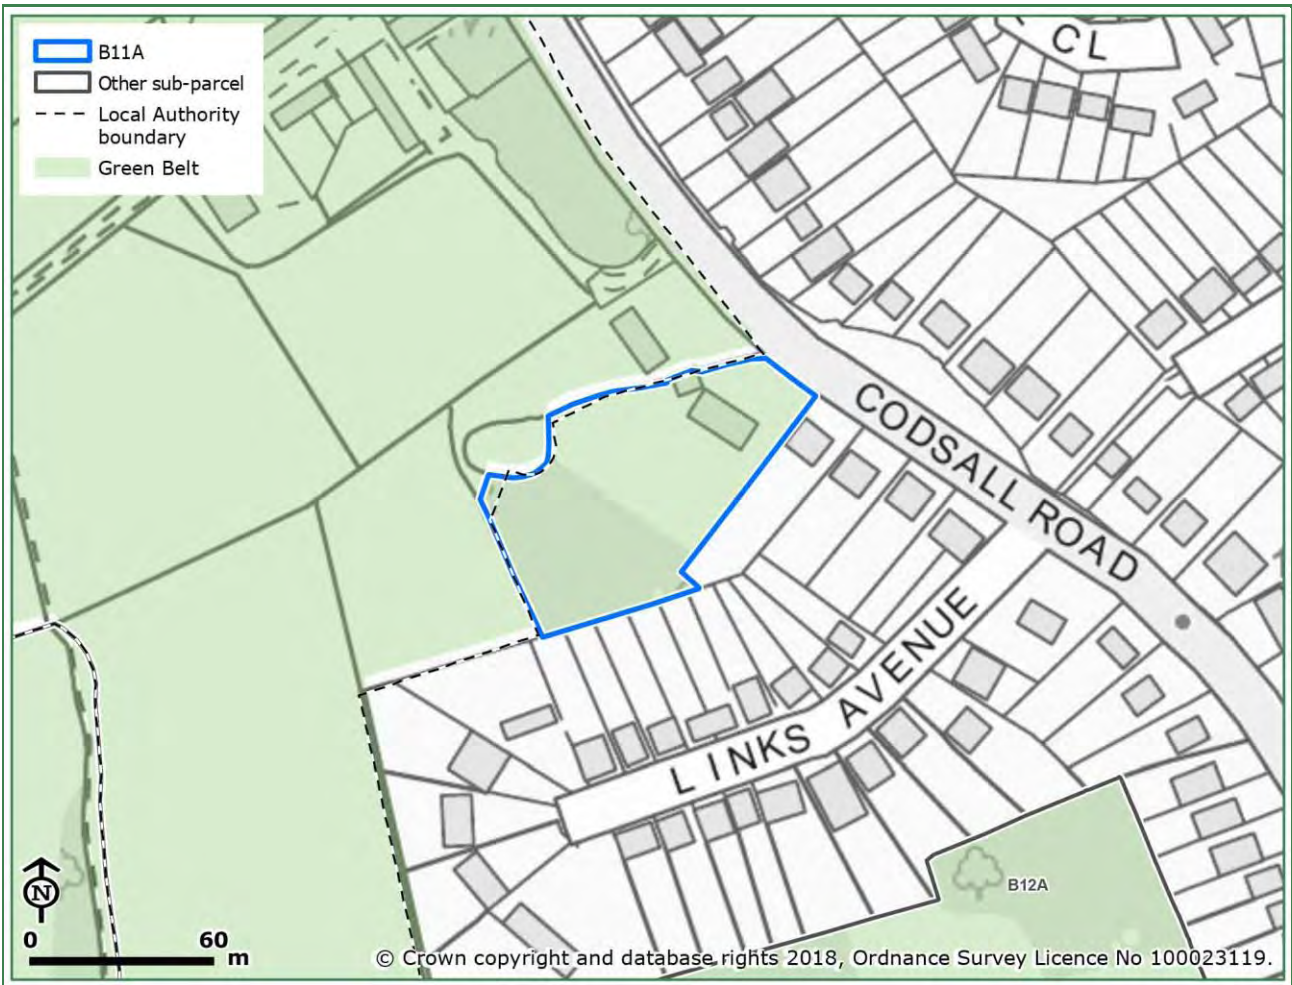 B11A
Other sub-parcel
Local Authority
boundary
Green Belt
CL
CODSALL ROAD
LINKS AVENUE
B12A
N
0 60
m
© Crown copyright and database rights 2018, Ordnance Survey Licence No 100023119.